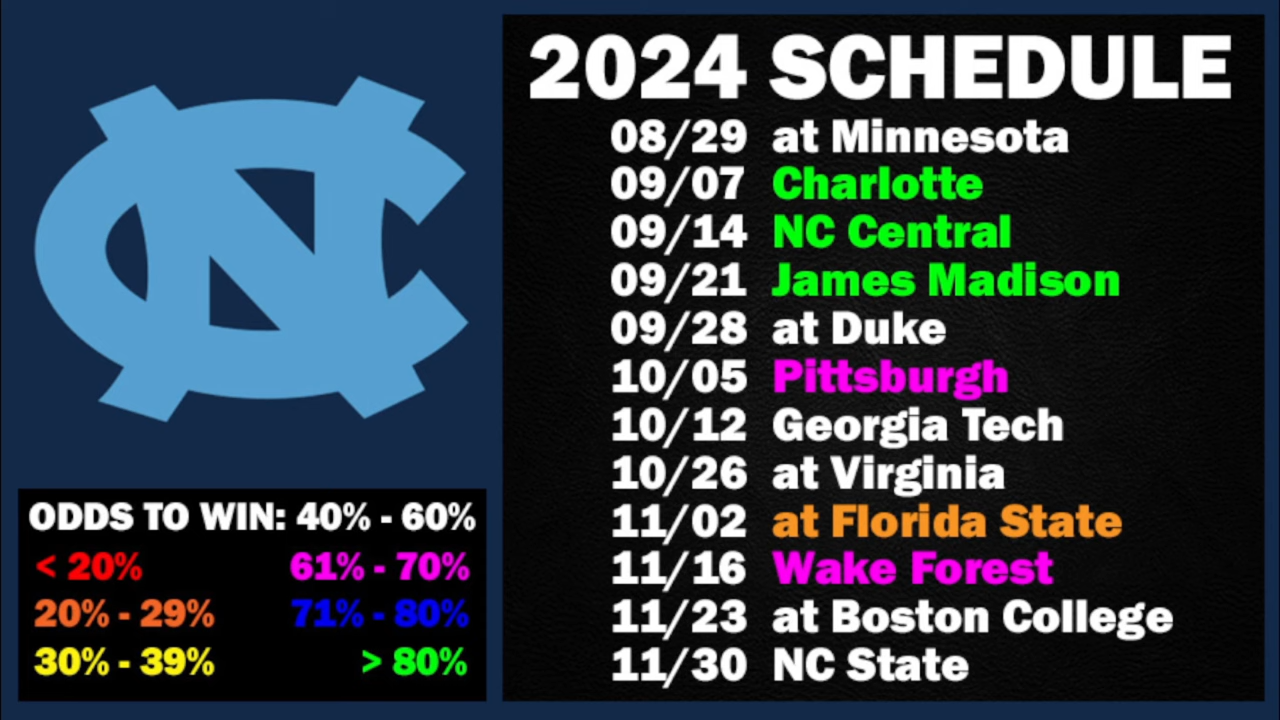 NC
2024 SCHEDULE
08/29 at Minnesota
09/07 Charlotte
09/14 NC Central
09/21 James Madison
09/28 at Duke
10/05 Pittsburgh
10/12 Georgia Tech
10/26 at Virginia
11/02 at Florida State
11/16 Wake Forest
11/23 at Boston College
11/30 NC State
ODDS TO WIN: 40% - 60%
< 20% 61% - 70%
20% - 29% 71% - 80%
30% - 39% > 80%